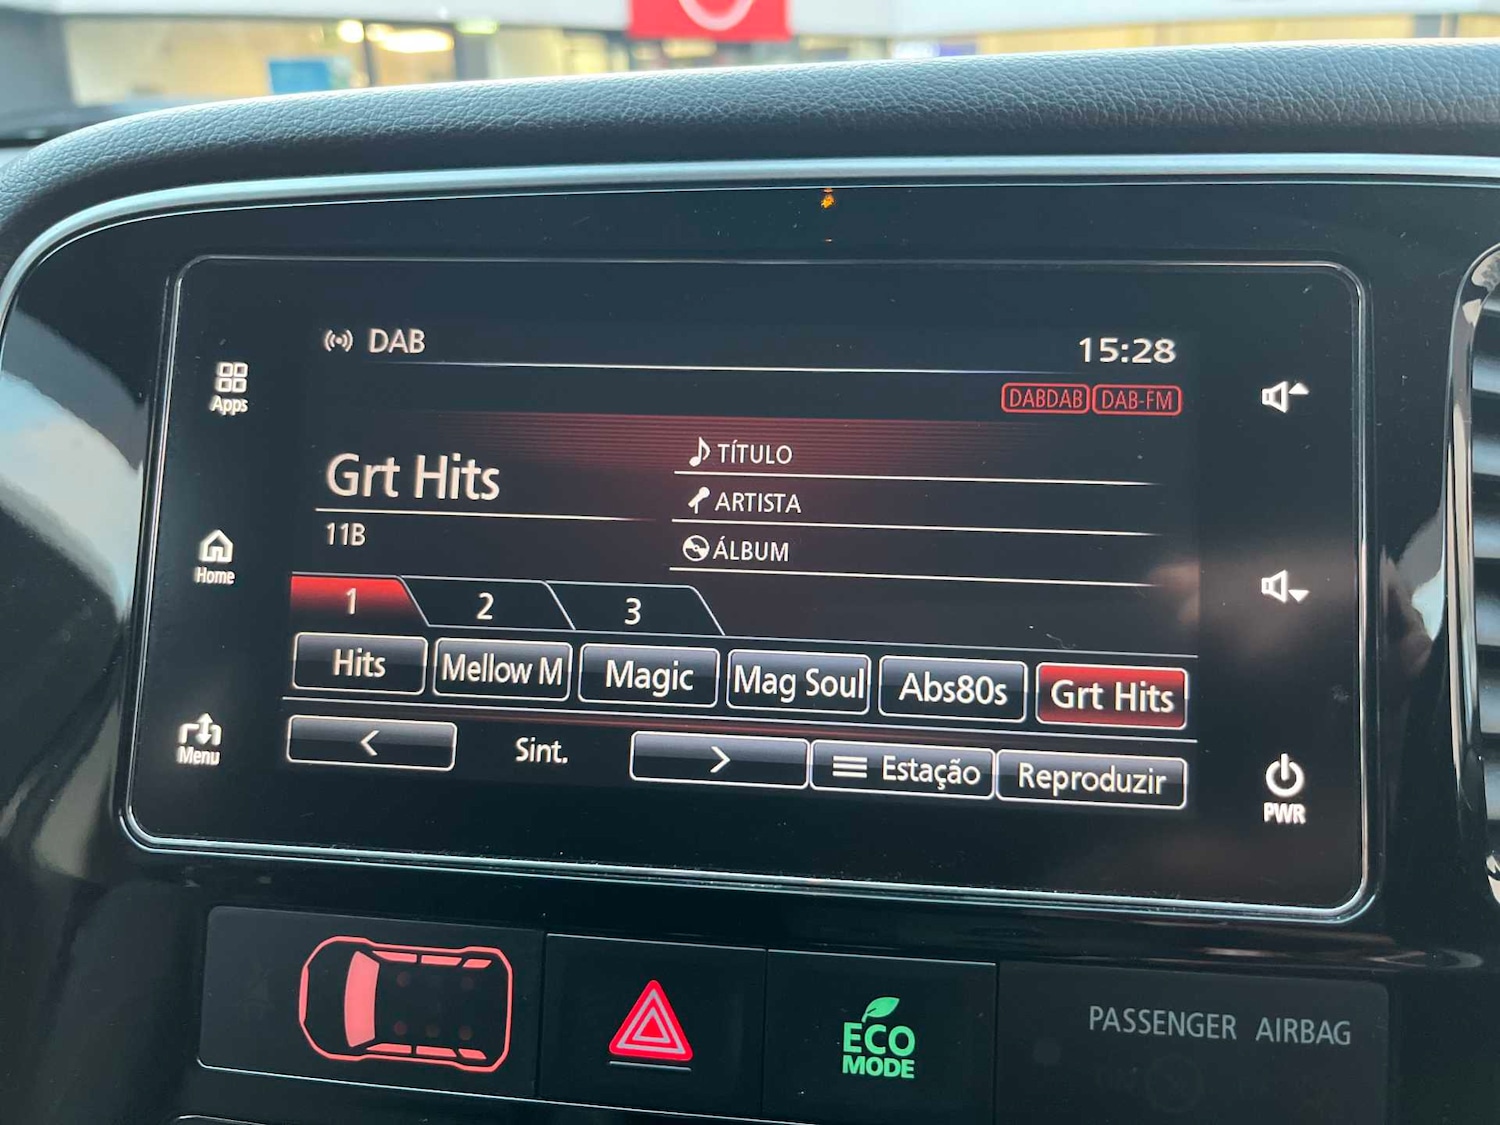 DAB
15:28
DABDAB DAB-FM
Apps
Grt Hits
TÍTULO
ARTISTA
11B
ÁLBUM
Home
1 2 3
Hits Mellow M Magic Mag Soul Abs80s Grt Hits
Menu
< Sint. > Estação Reproduzir
PWR
ECO
MODE
PASSENGER AIRBAG